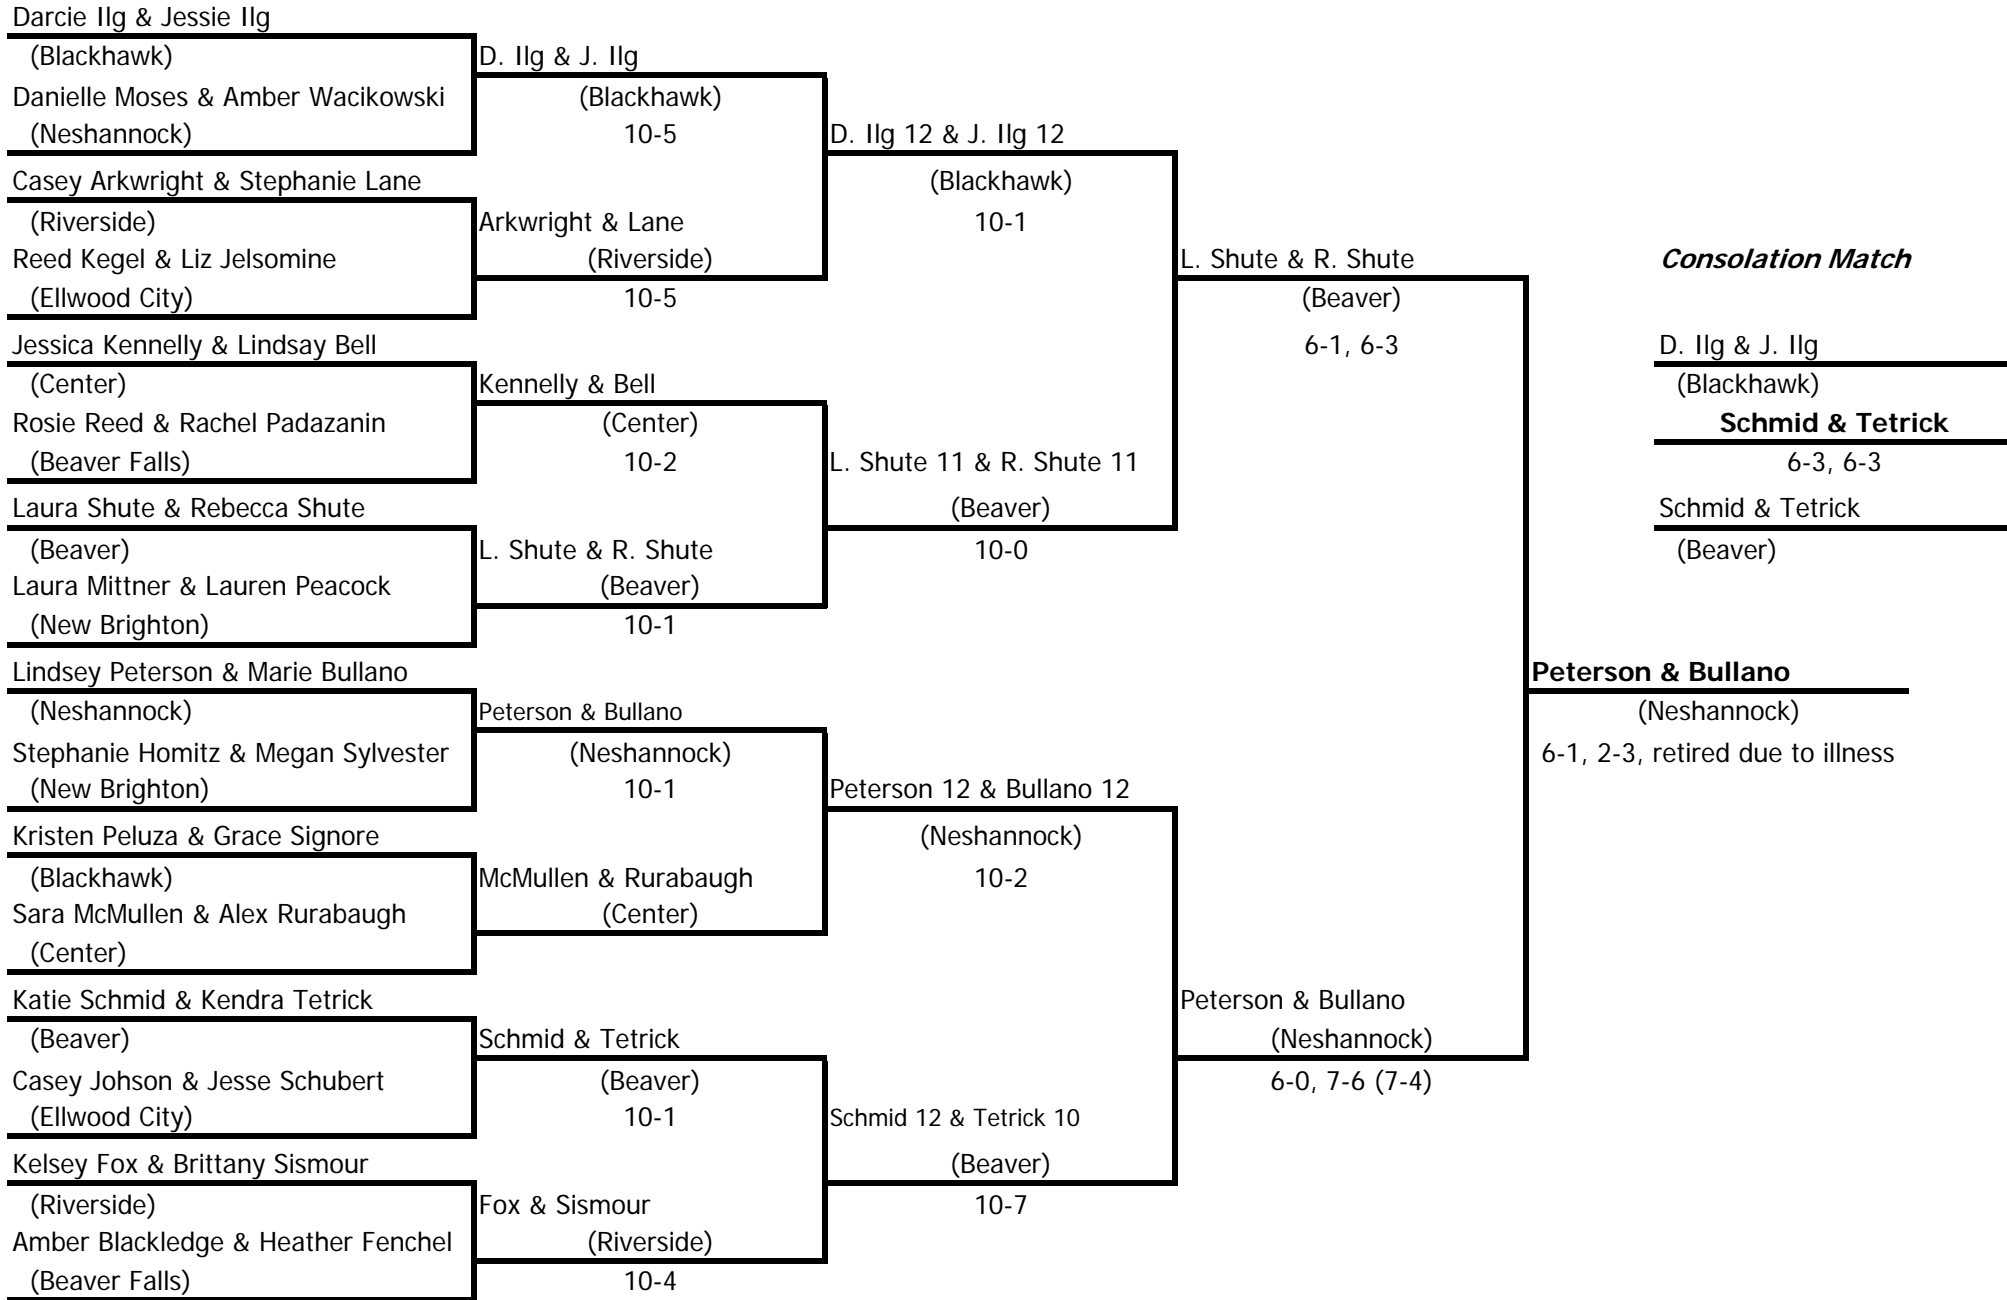 Darcie Ilg & Jessie Ilg
(Blackhawk)
Danielle Moses & Amber Wacikowski
(Neshannock)
Casey Arkwright & Stephanie Lane
(Riverside)
Reed Kegel & Liz Jelsomine
(Ellwood City)
Jessica Kennelly & Lindsay Bell
(Center)
Rosie Reed & Rachel Padazanin
(Beaver Falls)
Laura Shute & Rebecca Shute
(Beaver)
Laura Mittner & Lauren Peacock
(New Brighton)
Lindsey Peterson & Marie Bullano
(Neshannock)
Stephanie Homitz & Megan Sylvester
(New Brighton)
Kristen Peluza & Grace Signore
(Blackhawk)
Sara McMullen & Alex Rurabaugh
(Center)
Katie Schmid & Kendra Tetrick
(Beaver)
Casey Johson & Jesse Schubert
(Ellwood City)
Kelsey Fox & Brittany Sismour
(Riverside)
Amber Blackledge & Heather Fenchel
(Beaver Falls)
D. Ilg & J. Ilg
(Blackhawk)
10-5
Arkwright & Lane
(Riverside)
10-5
Kennelly & Bell
(Center)
10-2
L. Shute & R. Shute
(Beaver)
10-1
Peterson & Bullano
(Neshannock)
10-1
McMullen & Rurabaugh
(Center)
Schmid & Tetrick
(Beaver)
10-1
Fox & Sismour
(Riverside)
10-4
D. Ilg 12 & J. Ilg 12
(Blackhawk)
10-1
L. Shute 11 & R. Shute 11
(Beaver)
10-0
Peterson 12 & Bullano 12
(Neshannock)
10-2
Schmid 12 & Tetrick 10
(Beaver)
10-7
L. Shute & R. Shute
(Beaver)
6-1, 6-3
Peterson & Bullano
(Neshannock)
6-0, 7-6 (7-4)
Peterson & Bullano
(Neshannock)
6-1, 2-3, retired due to illness
Consolation Match
D. Ilg & J. Ilg
(Blackhawk)
Schmid & Tetrick
6-3, 6-3
Schmid & Tetrick
(Beaver)